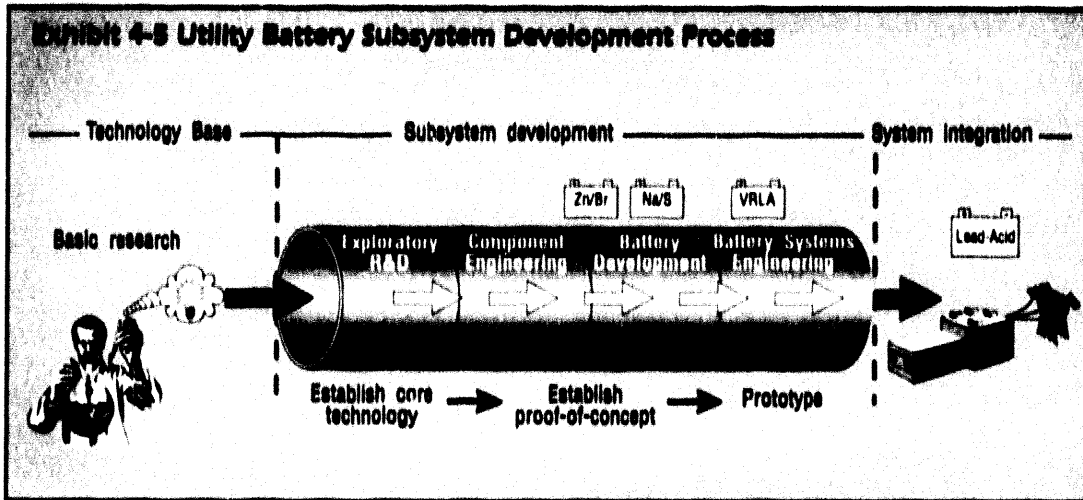 Exhibit 4-5 Utility Battery Subsystem Development Process
Technology Base
Subsystem development
System Integration
Zn/Br
Na/S
VRLA
Lead-Acid
Basic research
Exploratory
R&D
Component
Engineering
Battery
Development
Battery Systems
Engineering
Establish core
technology
Establish
proof-of-concept
Prototype